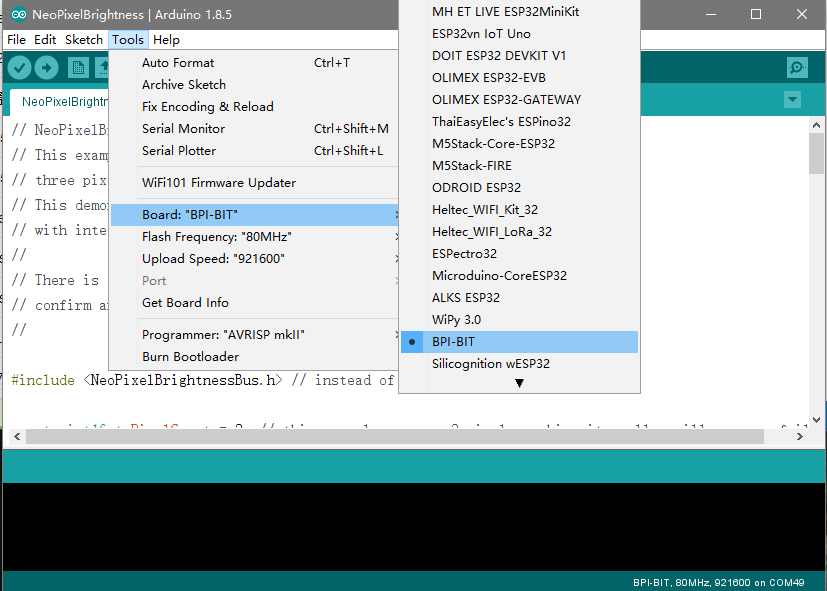 NeoPixelBrightness | Arduino 1.8.5
File Edit Sketch Tools Help
NeoPixelBrightn
// NeoPixelB
// This exam
// three pix
// This demo
// with inte
//
// There is
// confirm a
//
#include <NeoPixelBrightnessBus.h> // instead of
Auto Format Ctrl+T
Archive Sketch
Fix Encoding & Reload
Serial Monitor Ctrl+Shift+M
Serial Plotter Ctrl+Shift+L
WiFi101 Firmware Updater
Board: "BPI-BIT"
Flash Frequency: "80MHz"
Upload Speed: "921600"
Port
Get Board Info
Programmer: "AVRISP mkII"
Burn Bootloader
MH ET LIVE ESP32MiniKit
ESP32vn IoT Uno
DOIT ESP32 DEVKIT V1
OLIMEX ESP32-EVB
OLIMEX ESP32-GATEWAY
ThaiEasyElec's ESPino32
M5Stack-Core-ESP32
M5Stack-FIRE
ODROID ESP32
Heltec_WIFI_Kit_32
Heltec_WIFI_LoRa_32
ESPectro32
Microduino-CoreESP32
ALKS ESP32
WiPy 3.0
BPI-BIT
Silicognition wESP32
BPI-BIT, 80MHz, 921600 on COM49